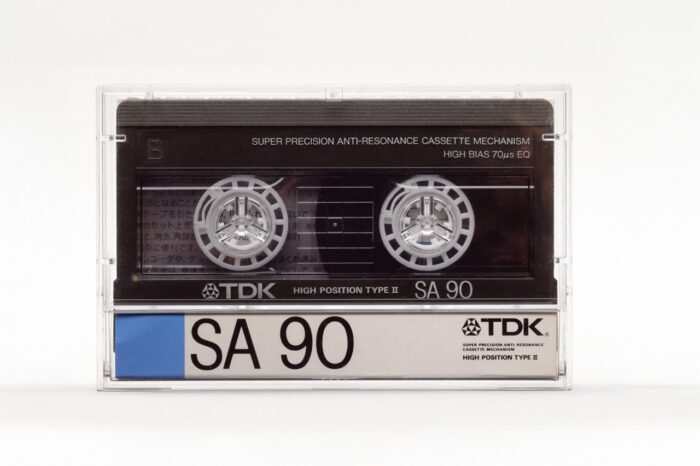 B
SUPER PRECISION ANTI-RESONANCE CASSETTE MECHANISM
HIGH BIAS 70μs EQ
TDK HIGH POSITION TYPE II SA 90
SA 90
TDK
SUPER PRECISION ANTI-RESONANCE
CASSETTE MECHANISM
HIGH POSITION TYPE II